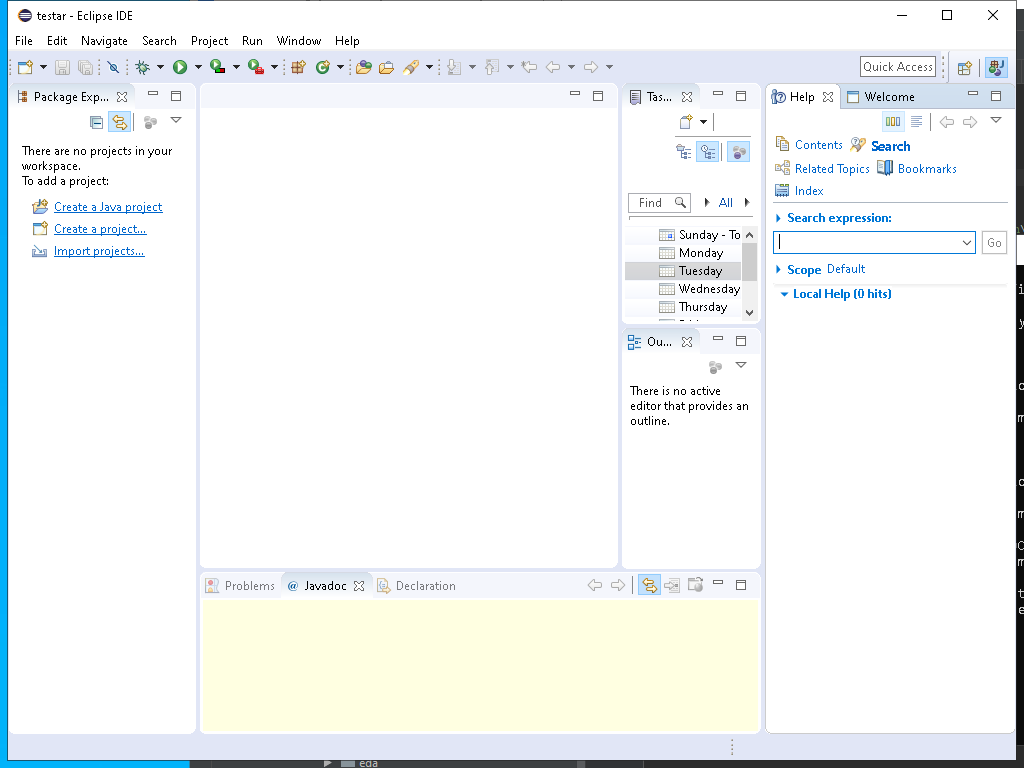 testar - Eclipse IDE
File Edit Navigate Search Project Run Window Help
Quick Access
Package Exp...
There are no projects in your
workspace.
To add a project:
Create a Java project
Create a project...
Import projects...
Tas...
Find
All
Sunday - To
Monday
Tuesday
Wednesday
Thursday
Ou...
There is no active
editor that provides an
outline.
Help Welcome
Contents Search
Related Topics Bookmarks
Index
Search expression:
Go
Scope Default
Local Help (0 hits)
Problems @ Javadoc Declaration
eda